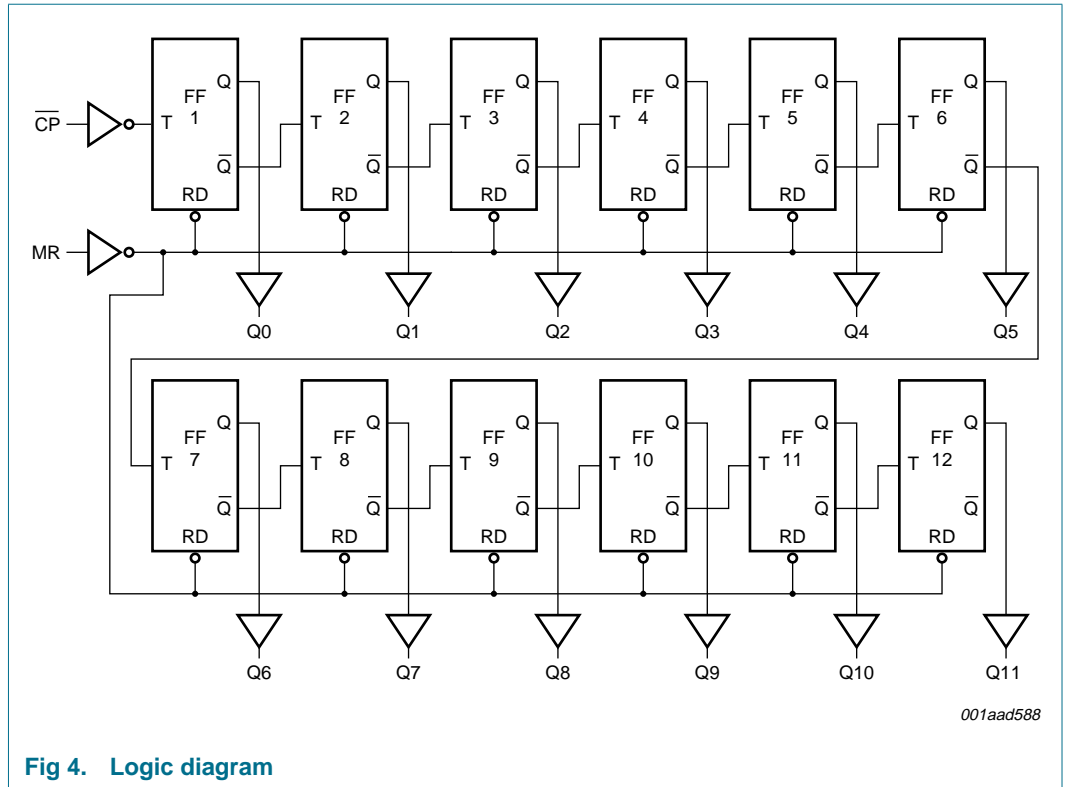 Q Q Q Q Q Q
FF FF FF FF FF FF
C̅P̅ T 1 T 2 T 3 T 4 T 5 T 6
Q̅ Q̅ Q̅ Q̅ Q̅ Q̅
RD RD RD RD RD RD
MR
Q0 Q1 Q2 Q3 Q4 Q5
Q Q Q Q Q Q
FF FF FF FF FF FF
T 7 T 8 T 9 T 10 T 11 T 12
Q̅ Q̅ Q̅ Q̅ Q̅ Q̅
RD RD RD RD RD RD
Q6 Q7 Q8 Q9 Q10 Q11
001aad588
Fig 4. Logic diagram